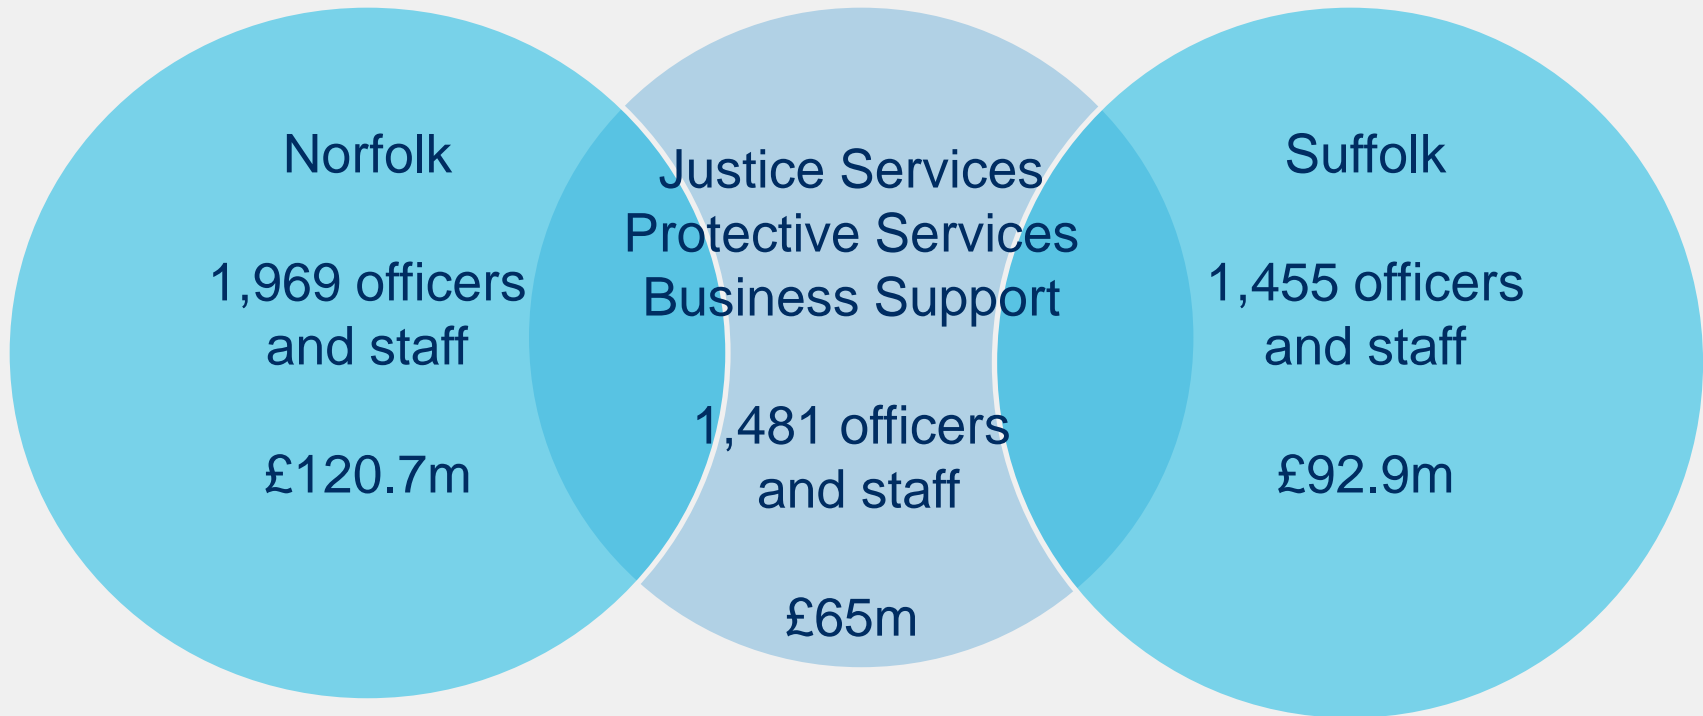 Norfolk
1,969 officers
and staff
£120.7m
Justice Services
Protective Services
Business Support
1,481 officers
and staff
£65m
Suffolk
1,455 officers
and staff
£92.9m